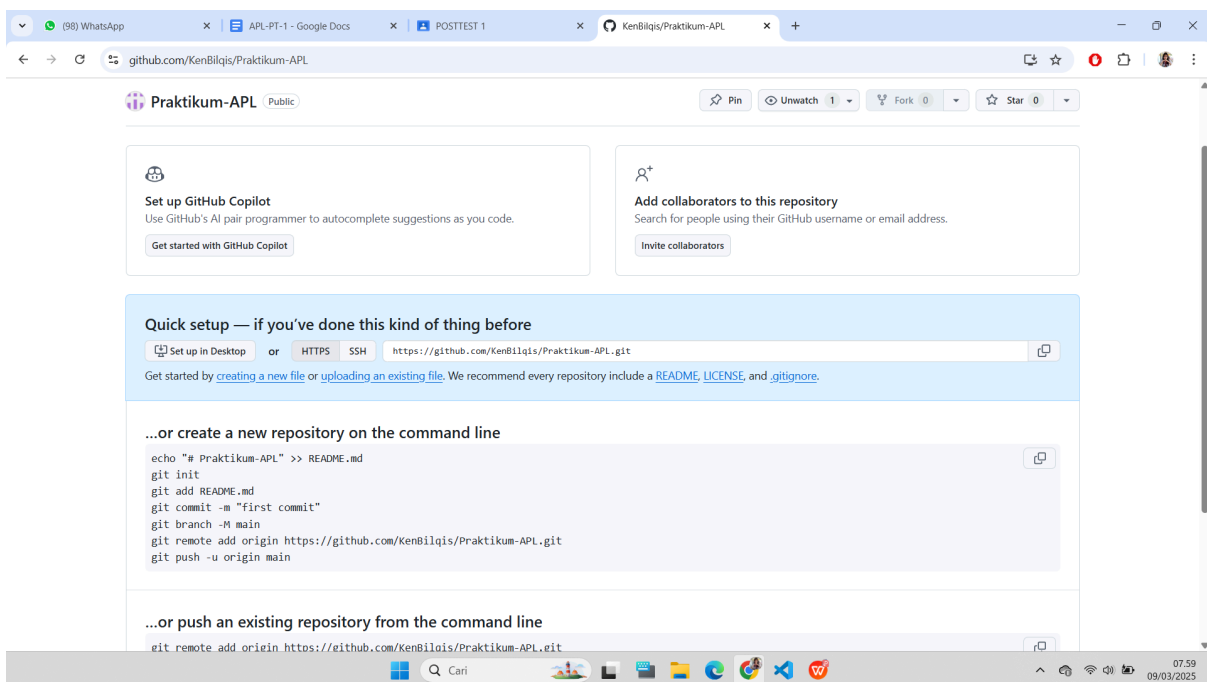 (98) WhatsApp
APL-PT-1 - Google Docs
POSTTEST 1
KenBilqis/Praktikum-APL
github.com/KenBilqis/Praktikum-APL
Praktikum-APL Public
Pin
Unwatch 1
Fork 0
Star 0
Set up GitHub Copilot
Use GitHub's AI pair programmer to autocomplete suggestions as you code.
Get started with GitHub Copilot
Add collaborators to this repository
Search for people using their GitHub username or email address.
Invite collaborators
Quick setup — if you've done this kind of thing before
Set up in Desktop or HTTPS SSH https://github.com/KenBilqis/Praktikum-APL.git
Get started by creating a new file or uploading an existing file. We recommend every repository include a README, LICENSE, and .gitignore.
...or create a new repository on the command line
echo "# Praktikum-APL" >> README.md
git init
git add README.md
git commit -m "first commit"
git branch -M main
git remote add origin https://github.com/KenBilqis/Praktikum-APL.git
git push -u origin main
...or push an existing repository from the command line
git remote add origin https://github.com/KenBilqis/Praktikum-APL.git
Cari
07.59
09/03/2025